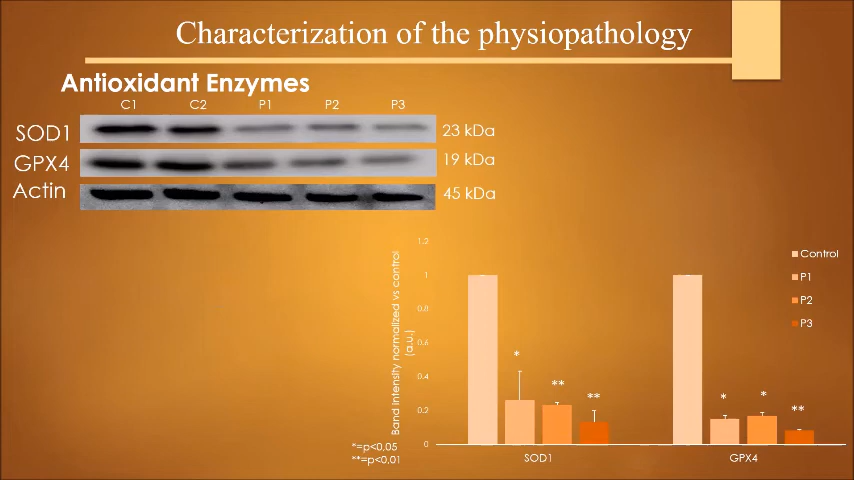 Characterization of the physiopathology
Antioxidant Enzymes
C1 C2 P1 P2 P3
SOD1 23 kDa
GPX4 19 kDa
Actin 45 kDa
Band intensity normalized vs control
(a.u.)
1.2
1
0.8
0.6
0.4
0.2
0
* ** **
* * **
SOD1 GPX4
Control
P1
P2
P3
*=p<0,05
**=p<0,01